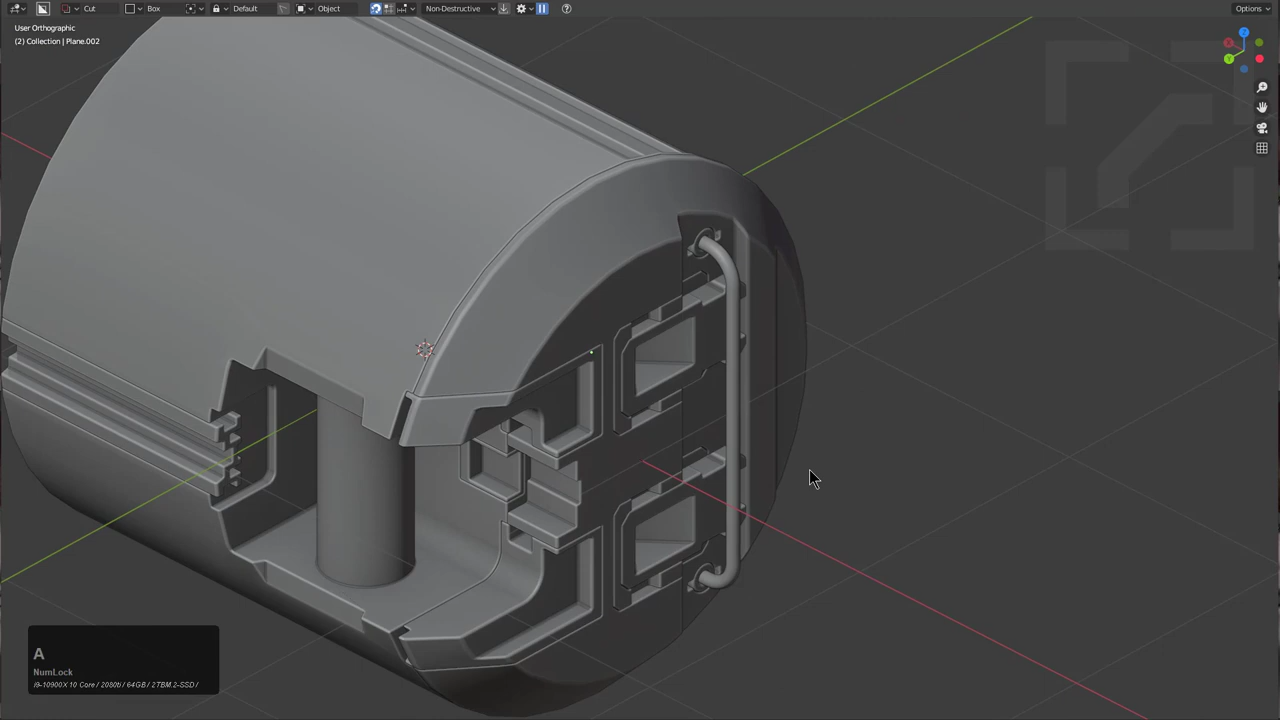 Cut Box Default Object Non-Destructive Options
User Orthographic
(2) Collection | Plane.002
Z
Y
A
NumLock
i9-10900X 10 Core / 2080ti / 64GB / 2TBM.2-SSD /